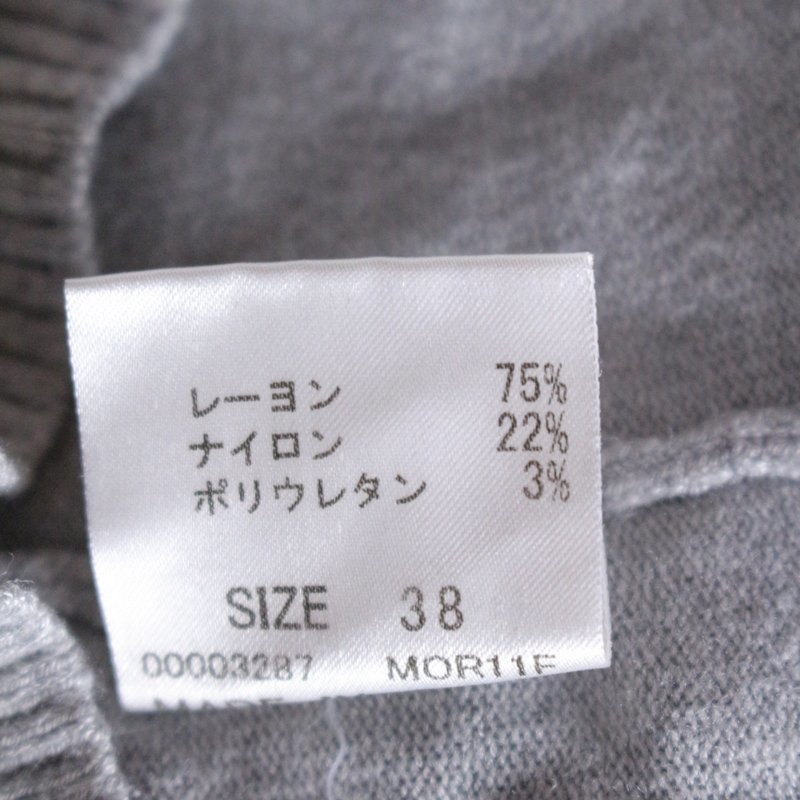 レーヨン 75%
ナイロン 22%
ポリウレタン 3%
SIZE 38
00003287
MADE